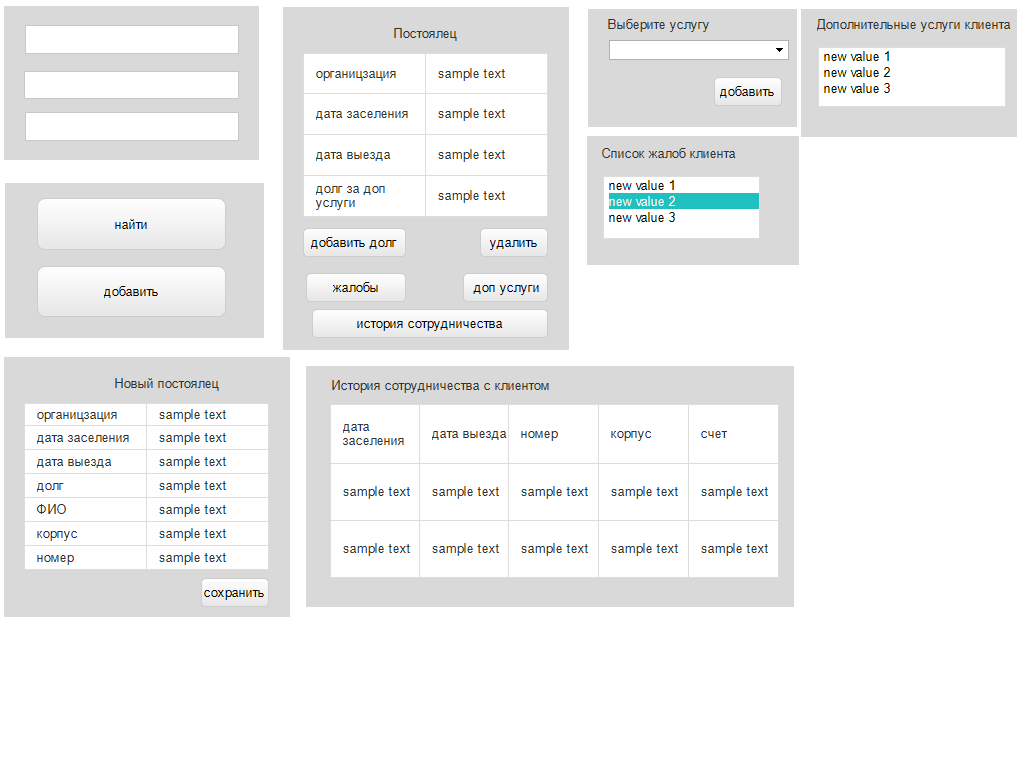 найти
добавить
Постоялец
органицзация sample text
дата заселения sample text
дата выезда sample text
долг за доп
услуги
sample text
добавить долг удалить
жалобы доп услуги
история сотрудничества
Выберите услугу
добавить
Дополнительные услуги клиента
new value 1
new value 2
new value 3
Список жалоб клиента
new value 1
new value 2
new value 3
Новый постоялец
органицзация sample text
дата заселения sample text
дата выезда sample text
долг sample text
ФИО sample text
корпус sample text
номер sample text
сохранить
История сотрудничества с клиентом
дата
заселения
дата выезда номер корпус счет
sample text sample text sample text sample text sample text
sample text sample text sample text sample text sample text